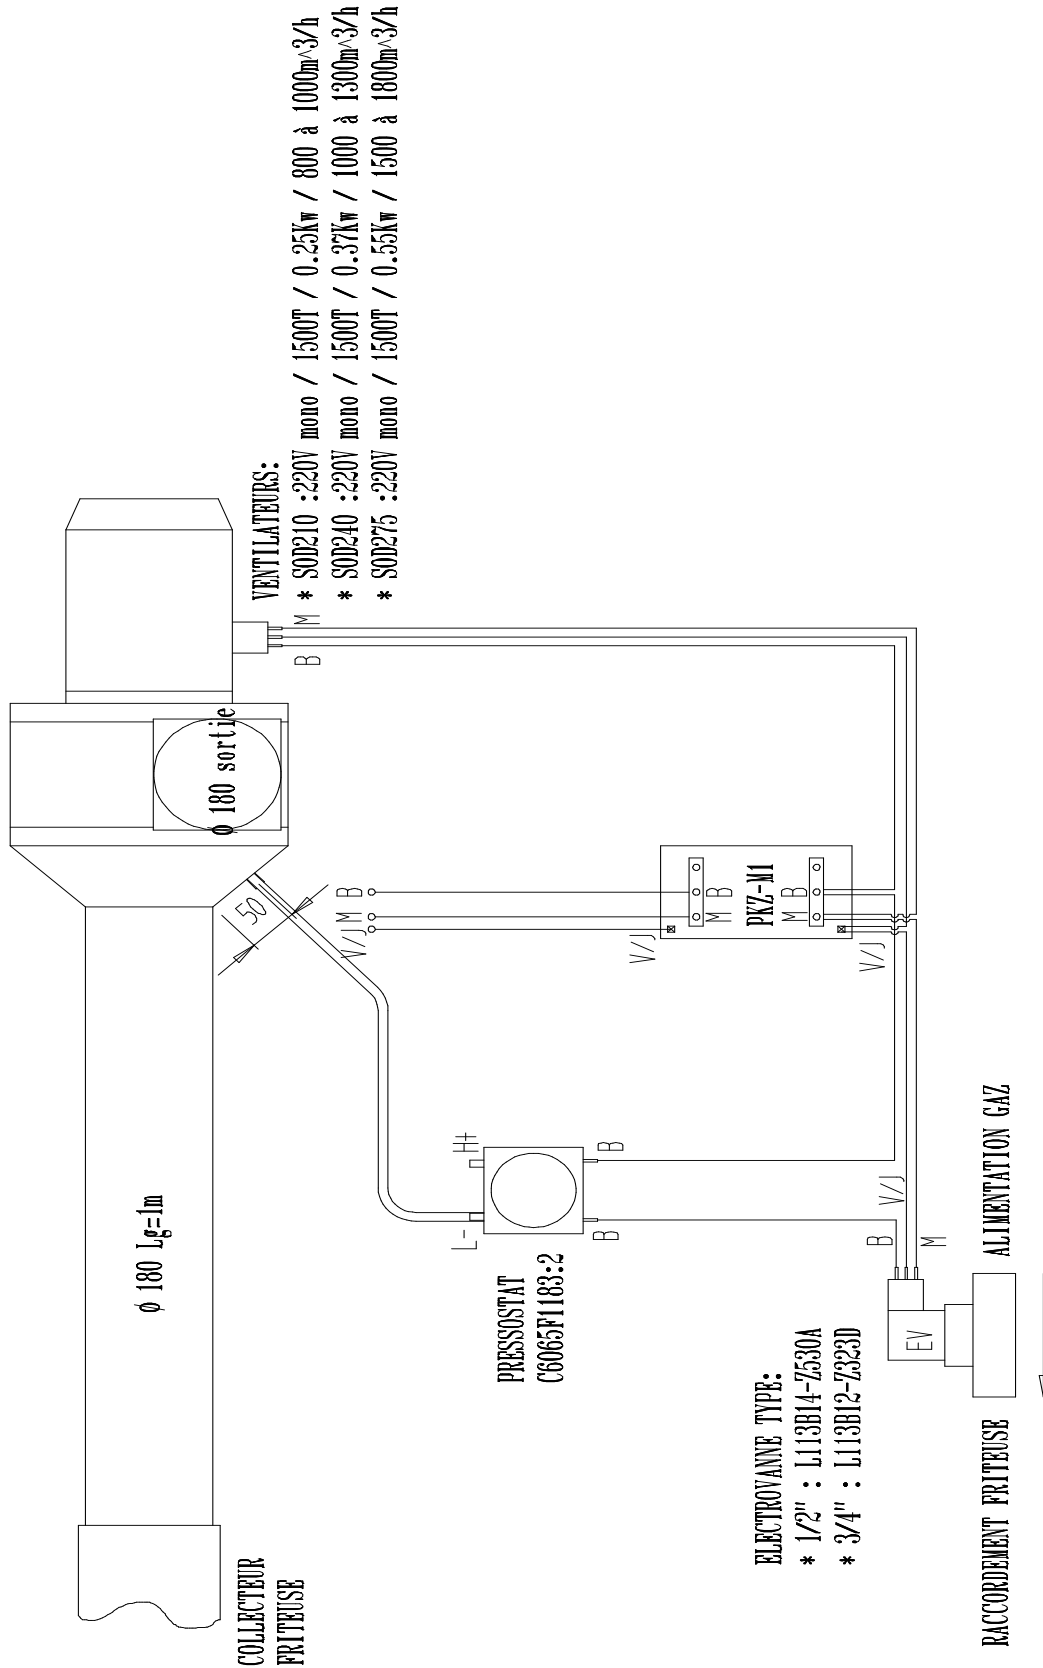 COLLECTEUR
FRITEUSE
ϕ 180 Lg=1m
ϕ 180 sortie
50
VENTILATEURS:
* SOD210 :220V mono / 1500T / 0.25Kw / 800 à 1000m^3/h
* SOD240 :220V mono / 1500T / 0.37Kw / 1000 à 1300m^3/h
* SOD275 :220V mono / 1500T / 0.55Kw / 1500 à 1800m^3/h
B
M
V/J
M
B
V/J
M
B
PKZ-M1
V/J
M
B
L-
H+
PRESSOSTAT
C6065F1183:2
B
B
B
V/J
M
EV
ELECTROVANNE TYPE:
* 1/2" : L113B14-Z530A
* 3/4" : L113B12-Z323D
RACCORDEMENT FRITEUSE
ALIMENTATION GAZ